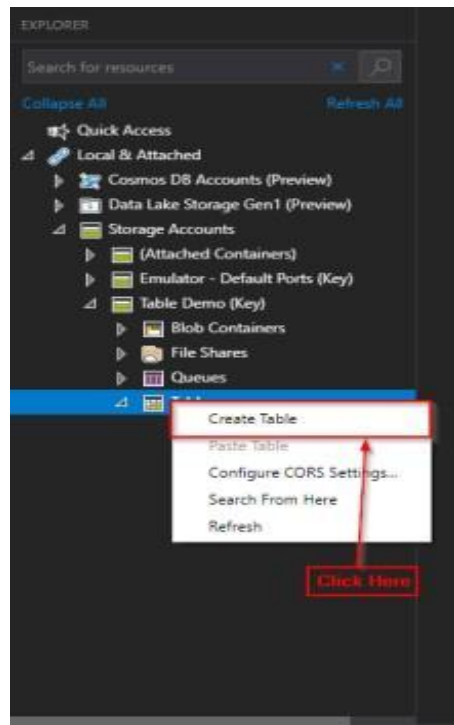 EXPLORER
Search for resources
Collapse All Refresh All
Quick Access
Local & Attached
Cosmos DB Accounts (Preview)
Data Lake Storage Gen1 (Preview)
Storage Accounts
(Attached Containers)
Emulator - Default Ports (Key)
Table Demo (Key)
Blob Containers
File Shares
Queues
Create Table
Paste Table
Configure CORS Settings...
Search From Here
Refresh
Click Here